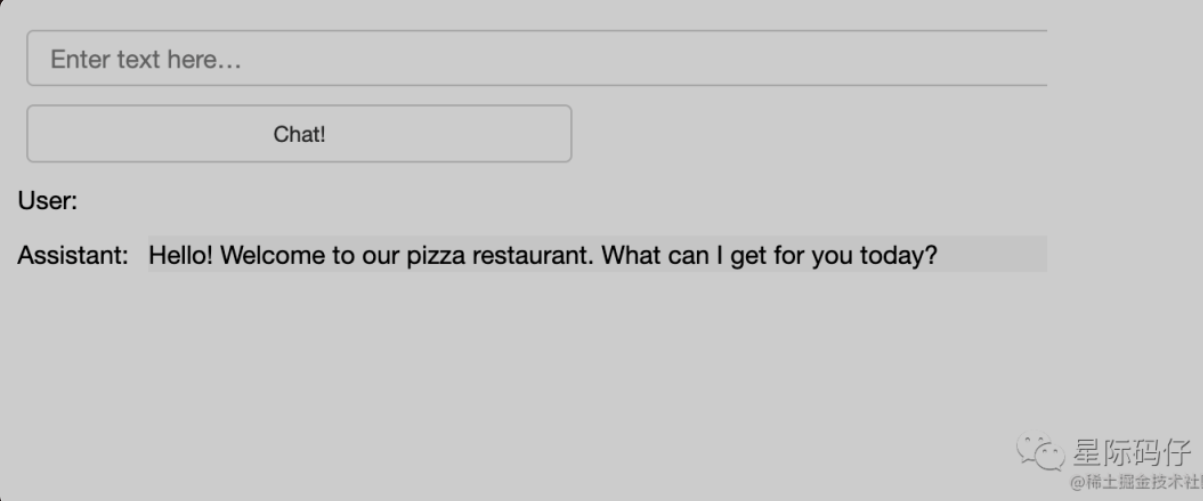 Enter text here…
Chat!
User:
Assistant: Hello! Welcome to our pizza restaurant. What can I get for you today?
星际码仔
@稀土掘金技术社